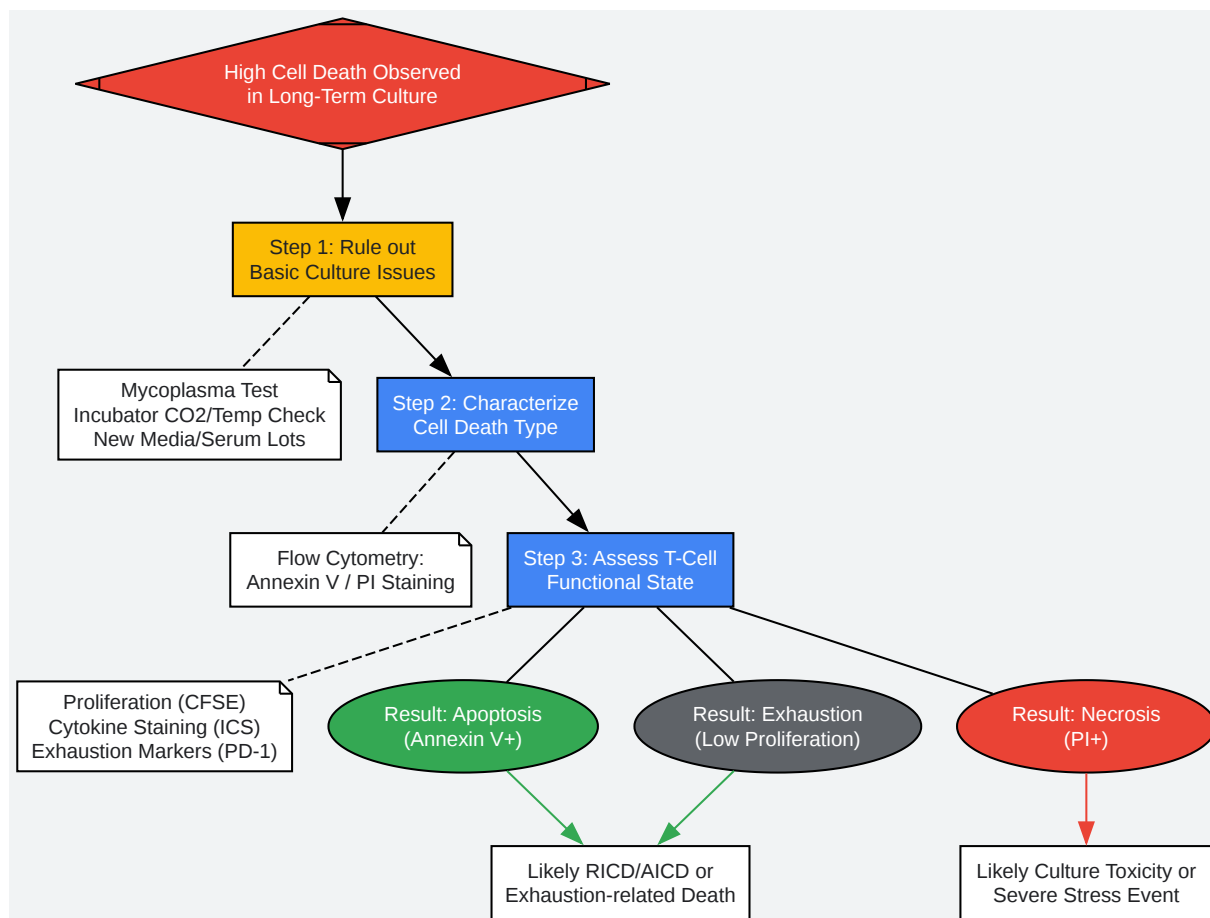 High Cell Death Observed
in Long-Term Culture
Step 1: Rule out
Basic Culture Issues
Mycoplasma Test
Incubator CO2/Temp Check
New Media/Serum Lots
Step 2: Characterize
Cell Death Type
Flow Cytometry:
Annexin V / PI Staining
Step 3: Assess T-Cell
Functional State
Proliferation (CFSE)
Cytokine Staining (ICS)
Exhaustion Markers (PD-1)
Result: Apoptosis
(Annexin V+)
Result: Exhaustion
(Low Proliferation)
Result: Necrosis
(PI+)
Likely RICD/AICD or
Exhaustion-related Death
Likely Culture Toxicity or
Severe Stress Event